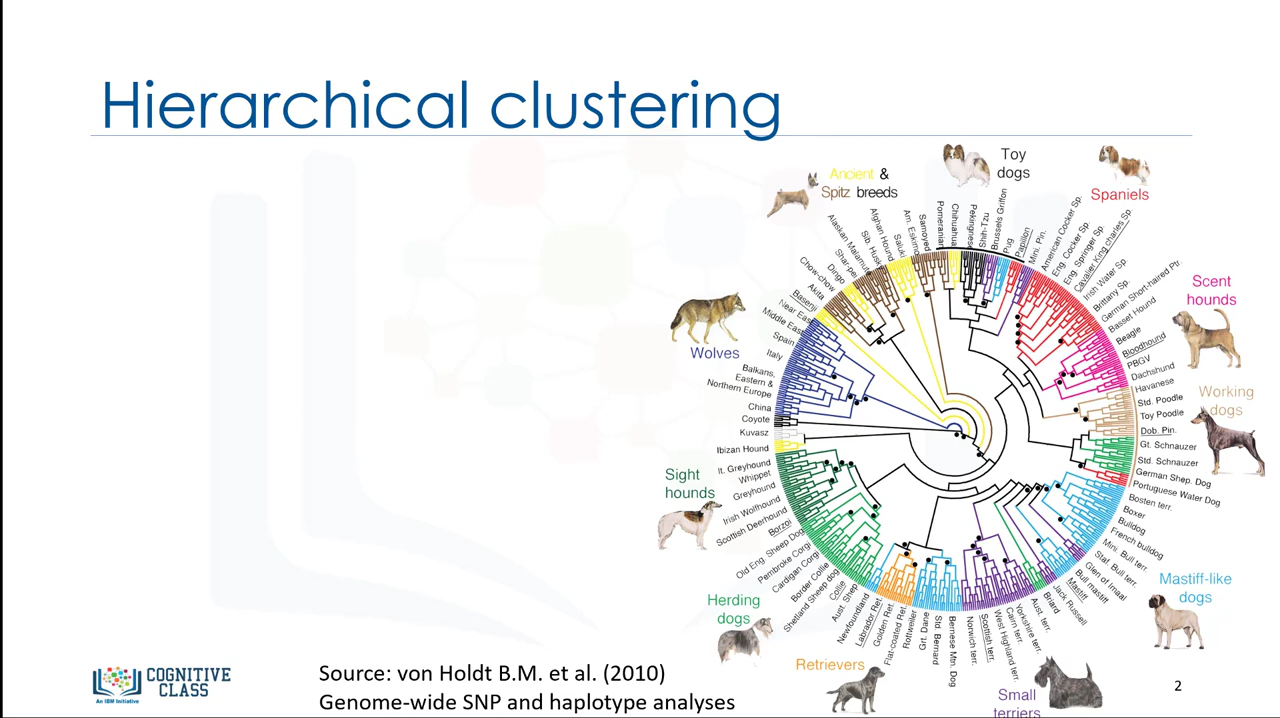 Hierarchical clustering
Toy
dogs
Ancient &
Spitz breeds
Spaniels
Scent
hounds
Working
dogs
Mastiff-like
dogs
Small
terriers
Retrievers
Herding
dogs
Sight
hounds
Wolves
Kuvasz
Coyote
China
Balkans,
Eastern &
Northern Europe
Italy
Spain
Middle East
Near East
Basenji
Akita
Chow-chow
Dingo
Shar-pei
Alaskan Malamute
Sib. Husky
Afghan Hound
Saluki
Am. Eskimo
Samoyed
Pomeranian
Chihuahua
Pekingnese
Shih-Tzu
Brussels Griffon
Pug
Papillon
Mini. Pin.
American Cocker Sp.
Eng. Cocker Sp.
Eng. Springer Sp
Cavalier King charles Sp.
Irish Water Sp
Brittany Sp.
German Short-haired Ptr.
Basset Hound
Beagle
Bloodhound
PBGV
Dachshund
Havanese
Std. Poodle
Toy Poodle
Dob. Pin.
Gt. Schnauzer
Std. Schnauzer
German Shep. Dog
Portuguese Water Dog
Bosten terr.
Boxer
Bulldog
French bulldog
Mini. Bull terr.
Staf. Bull terr.
Glen of Imaal
Bull mastiff
Mastiff
Jack Russell
Briard
Aust. terr.
Yorkshire terr.
Cairn terr.
West Highland terr.
Scottish terr.
Norwich terr.
Bernese Mtn. Dog
Std. Bernard
Grt. Dane
Rottweiler
Flat-coated Ret.
Golden Ret.
Labrador Ret.
Newfoundland
Aust. Shep
Collie
Shetland Sheep dog
Border Collie
Cardigan Corgi
Pembroke Corgi
Old Eng. Sheep Dog
Borzoi
Scottish Deerhound
Irish Wolfhound
Greyhound
Whippet
It. Greyhound
Ibizan Hound
COGNITIVE
CLASS
An IBM Initiative
Source: von Holdt B.M. et al. (2010)
Genome-wide SNP and haplotype analyses
2